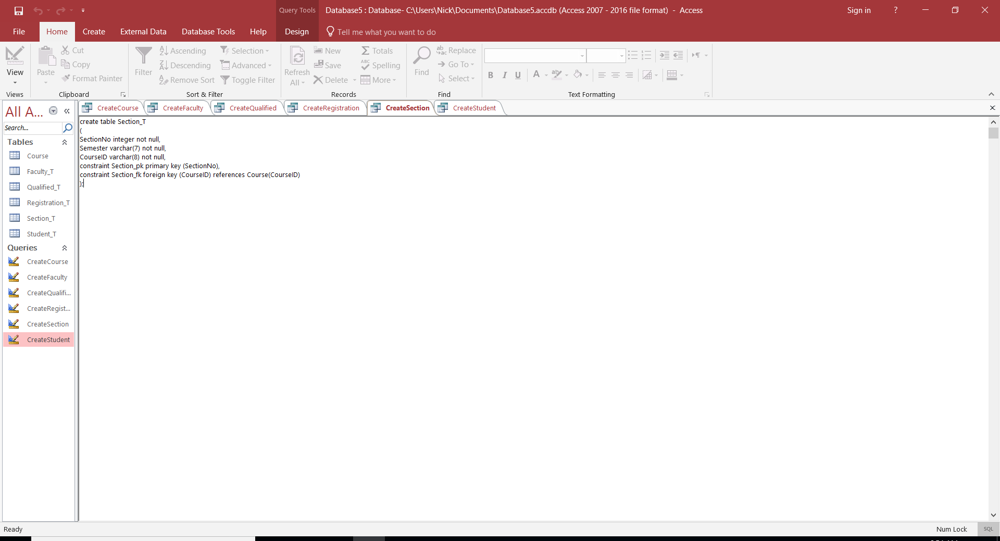 Query Tools
Database5 : Database- C:\Users\Nick\Documents\Database5.accdb (Access 2007 - 2016 file format) - Access
Sign in
?
File
Home
Create
External Data
Database Tools
Help
Design
Tell me what you want to do
View
Views
Paste
Cut
Copy
Format Painter
Clipboard
Filter
Ascending
Descending
Remove Sort
Selection
Advanced
Toggle Filter
Sort & Filter
Refresh
All
New
Save
Delete
Totals
Spelling
More
Records
Find
Replace
Go To
Select
Find
B I U A
Text Formatting
All A...
Search...
Tables
Course
Faculty_T
Qualified_T
Registration_T
Section_T
Student_T
Queries
CreateCourse
CreateFaculty
CreateQualifi...
CreateRegist...
CreateSection
CreateStudent
CreateCourse
CreateFaculty
CreateQualified
CreateRegistration
CreateSection
CreateStudent
create table Section_T
(
SectionNo integer not null,
Semester varchar(7) not null,
CourseID varchar(8) not null,
constraint Section_pk primary key (SectionNo),
constraint Section_fk foreign key (CourseID) references Course(CourseID)
);
Ready
Num Lock
SQL